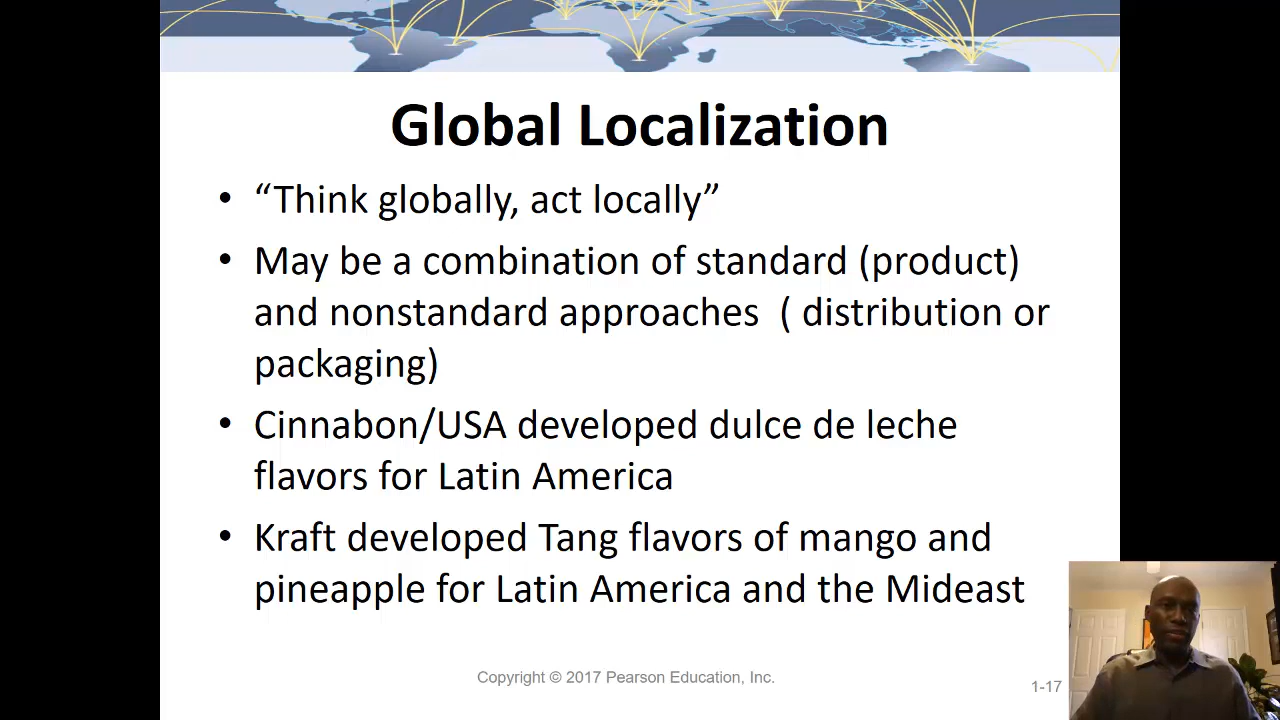 Global Localization
• “Think globally, act locally”
• May be a combination of standard (product)
and nonstandard approaches  ( distribution or
packaging)
• Cinnabon/USA developed dulce de leche
flavors for Latin America
• Kraft developed Tang flavors of mango and
pineapple for Latin America and the Mideast
Copyright © 2017 Pearson Education, Inc.
1-17